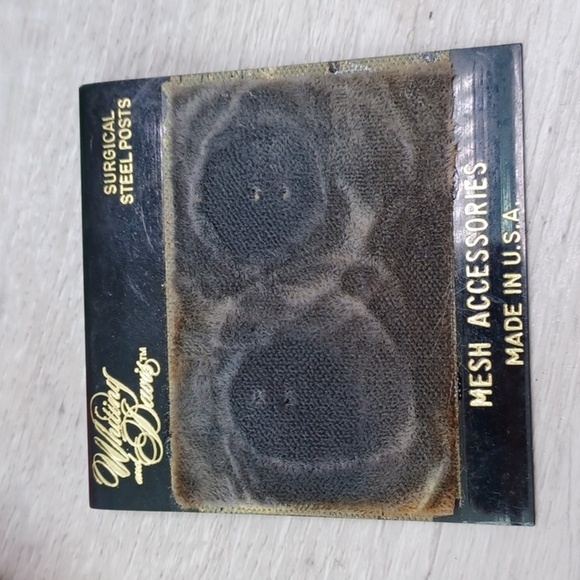 Whiting
and Davis™
SURGICAL
STEEL POSTS
MESH ACCESSORIES
MADE IN U.S.A.